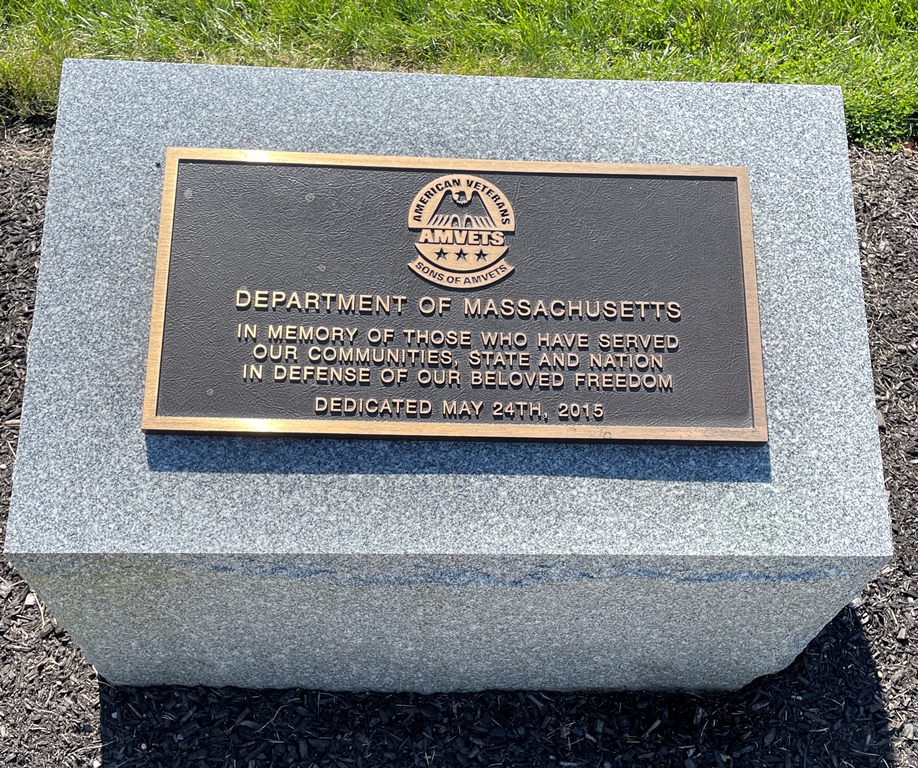 AMERICAN VETERANS
AMVETS
SONS OF AMVETS
DEPARTMENT OF MASSACHUSETTS
IN MEMORY OF THOSE WHO HAVE SERVED
OUR COMMUNITIES, STATE AND NATION
IN DEFENSE OF OUR BELOVED FREEDOM
DEDICATED MAY 24TH, 2015